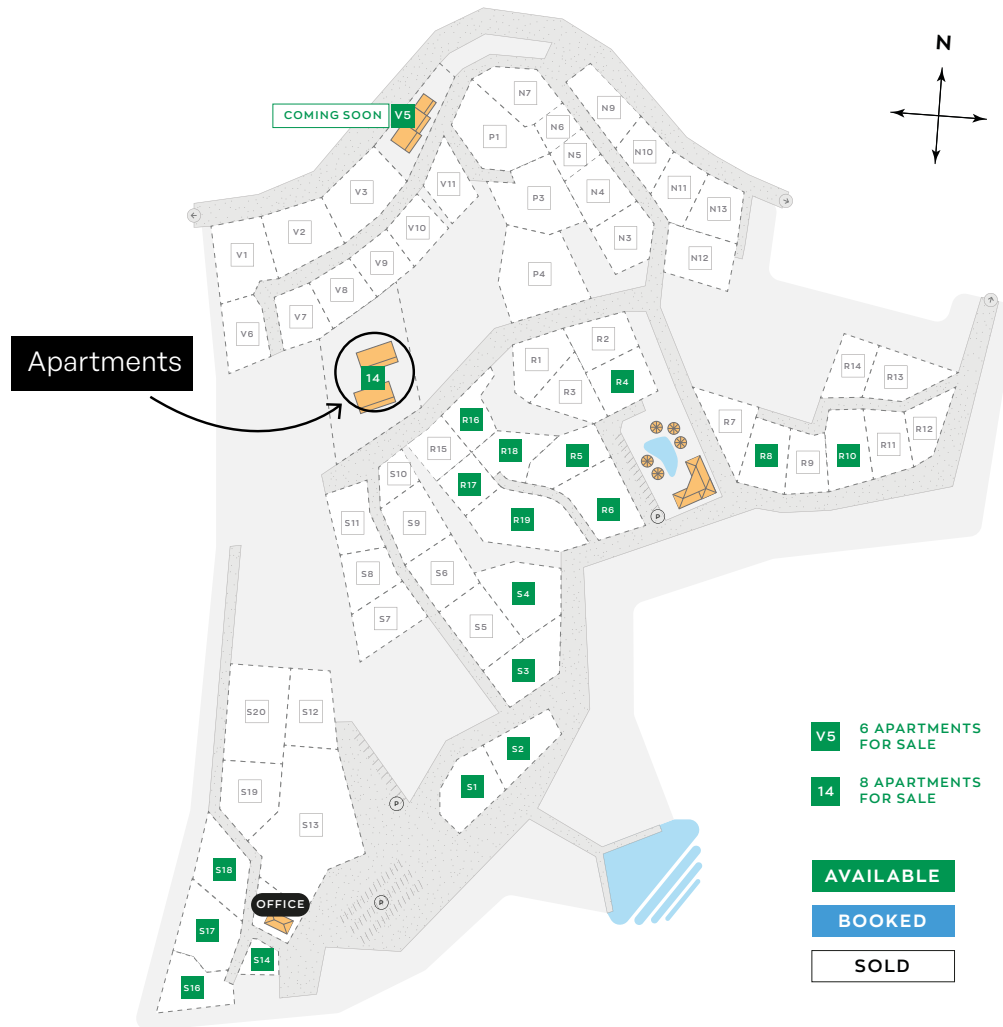 N
COMING SOON
V5
N7
N9
P1
N6
N10
N5
V3
V11
N11
P3
N4
N13
V2
V10
N3
V1
V9
N12
P4
V8
V7
V6
Apartments
14
R1
R2
R3
R4
R14
R13
R16
R7
R12
R15
R18
R5
R8
R9
R10
R11
S10
R17
R6
R19
P
S11
S9
S8
S6
S4
S7
S5
S3
S20
S12
S2
S1
S19
P
S13
S18
OFFICE
P
S17
S14
S16
V5
6 APARTMENTS
FOR SALE
14
8 APARTMENTS
FOR SALE
AVAILABLE
BOOKED
SOLD